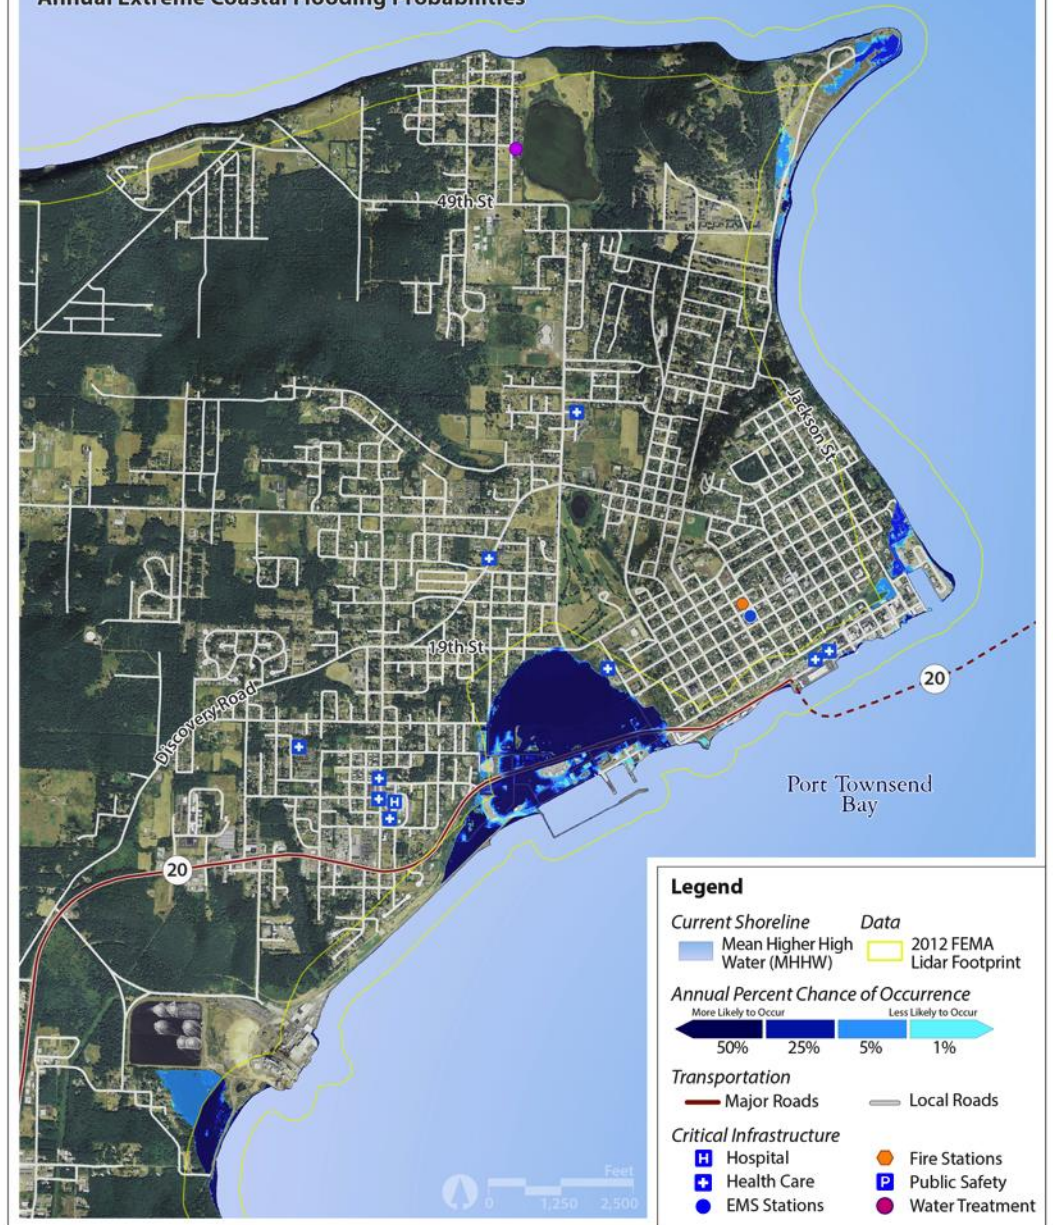 Annual Extreme Coastal Flooding Probabilities
49th St
Jackson St
19th St
Discovery Road
20
20
Port Townsend
Bay
H
Legend
Current Shoreline
Mean Higher High
Water (MHHW)
Data
2012 FEMA
Lidar Footprint
Annual Percent Chance of Occurrence
More Likely to Occur
Less Likely to Occur
50%
25%
5%
1%
Transportation
Major Roads
Local Roads
Critical Infrastructure
H Hospital
Health Care
EMS Stations
Fire Stations
P Public Safety
Water Treatment
Feet
0 1,250 2,500